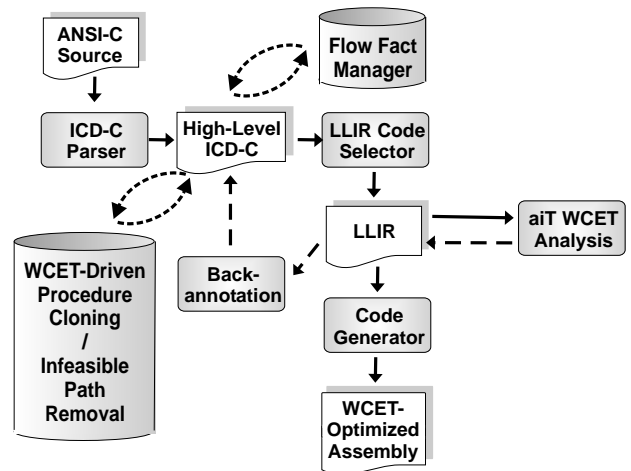 ANSI-C
Source
Flow Fact
Manager
ICD-C
Parser
High-Level
ICD-C
LLIR Code
Selector
LLIR
aiT WCET
Analysis
Back-
annotation
WCET-Driven
Procedure
Cloning
/
Infeasible
Path
Removal
Code
Generator
WCET-
Optimized
Assembly